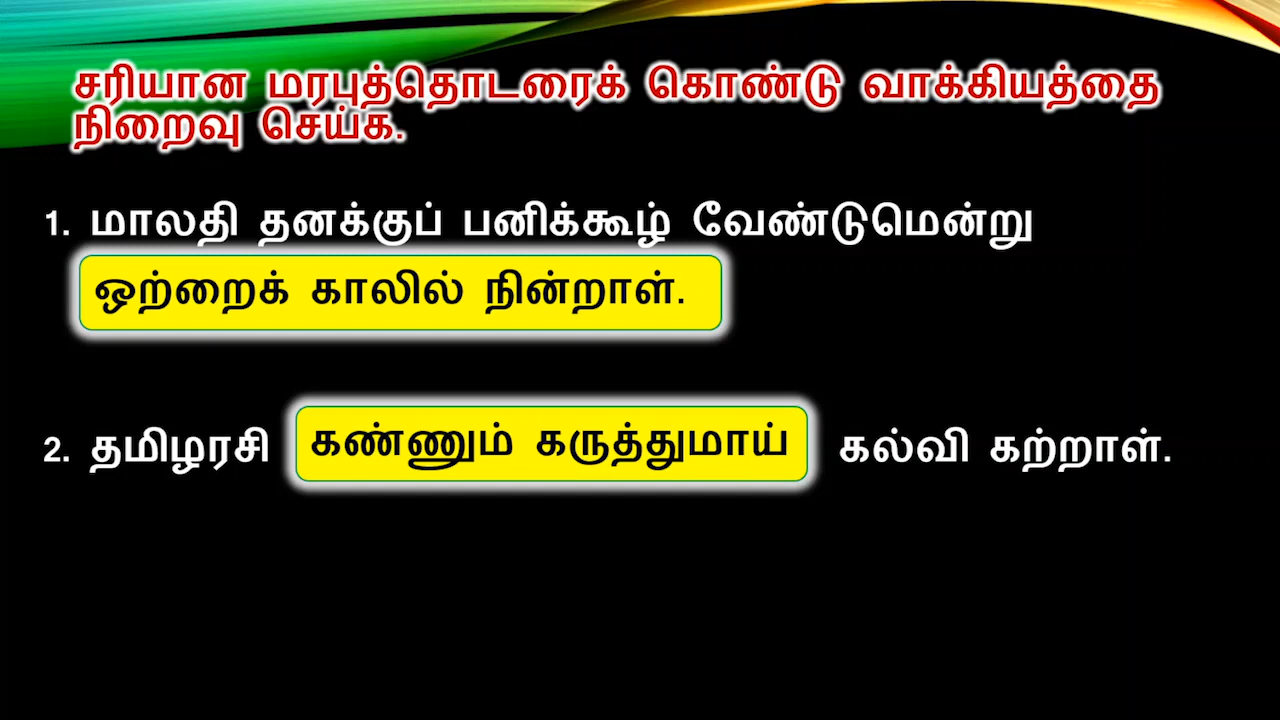 சரியான மரபுத்தொடரைக் கொண்டு வாக்கியத்தை
நிறைவு செய்க.
1. மாலதி தனக்குப் பனிக்கூழ் வேண்டுமென்று
ஒற்றைக் காலில் நின்றாள்.
2. தமிழரசி கண்ணும் கருத்துமாய் கல்வி கற்றாள்.